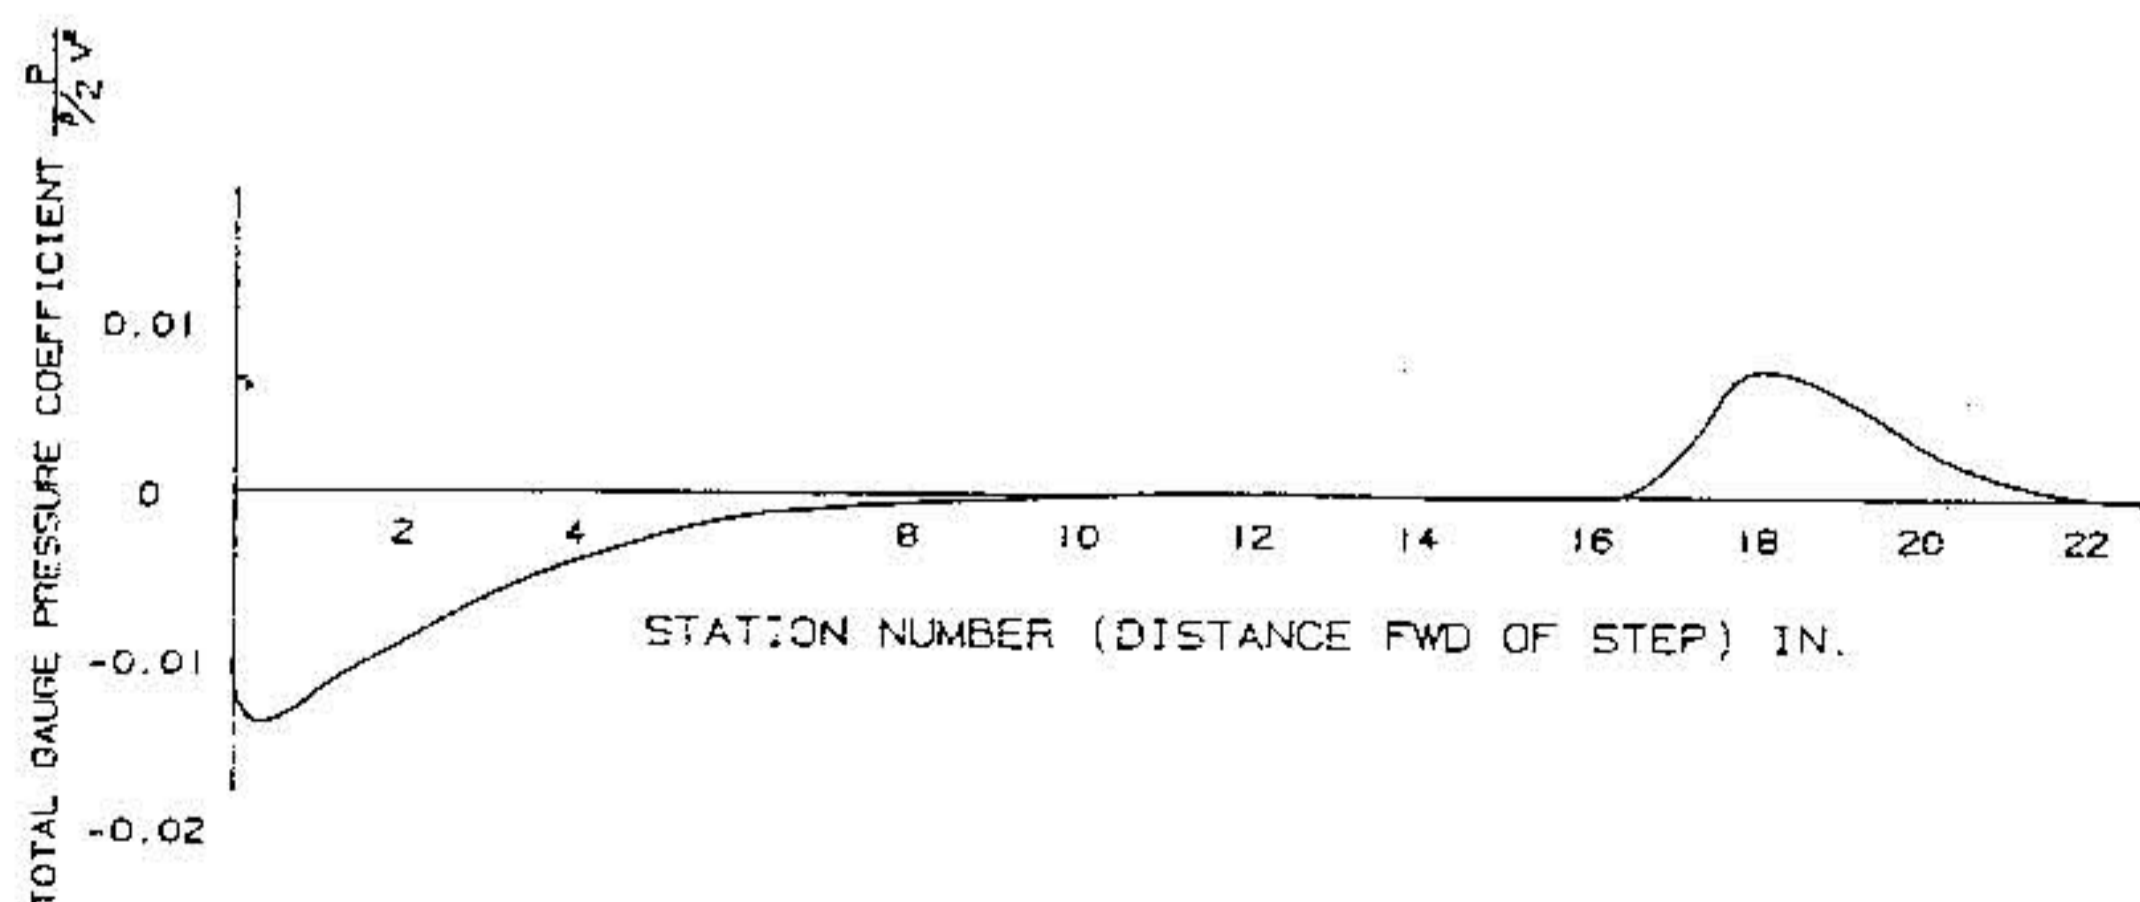 TOTAL GAUGE PRESSURE COEFFICIENT P / ρ/2 V²
0.01
0
-0.01
-0.02
2 4 8 10 12 14 16 18 20 22
STATION NUMBER (DISTANCE FWD OF STEP) IN.